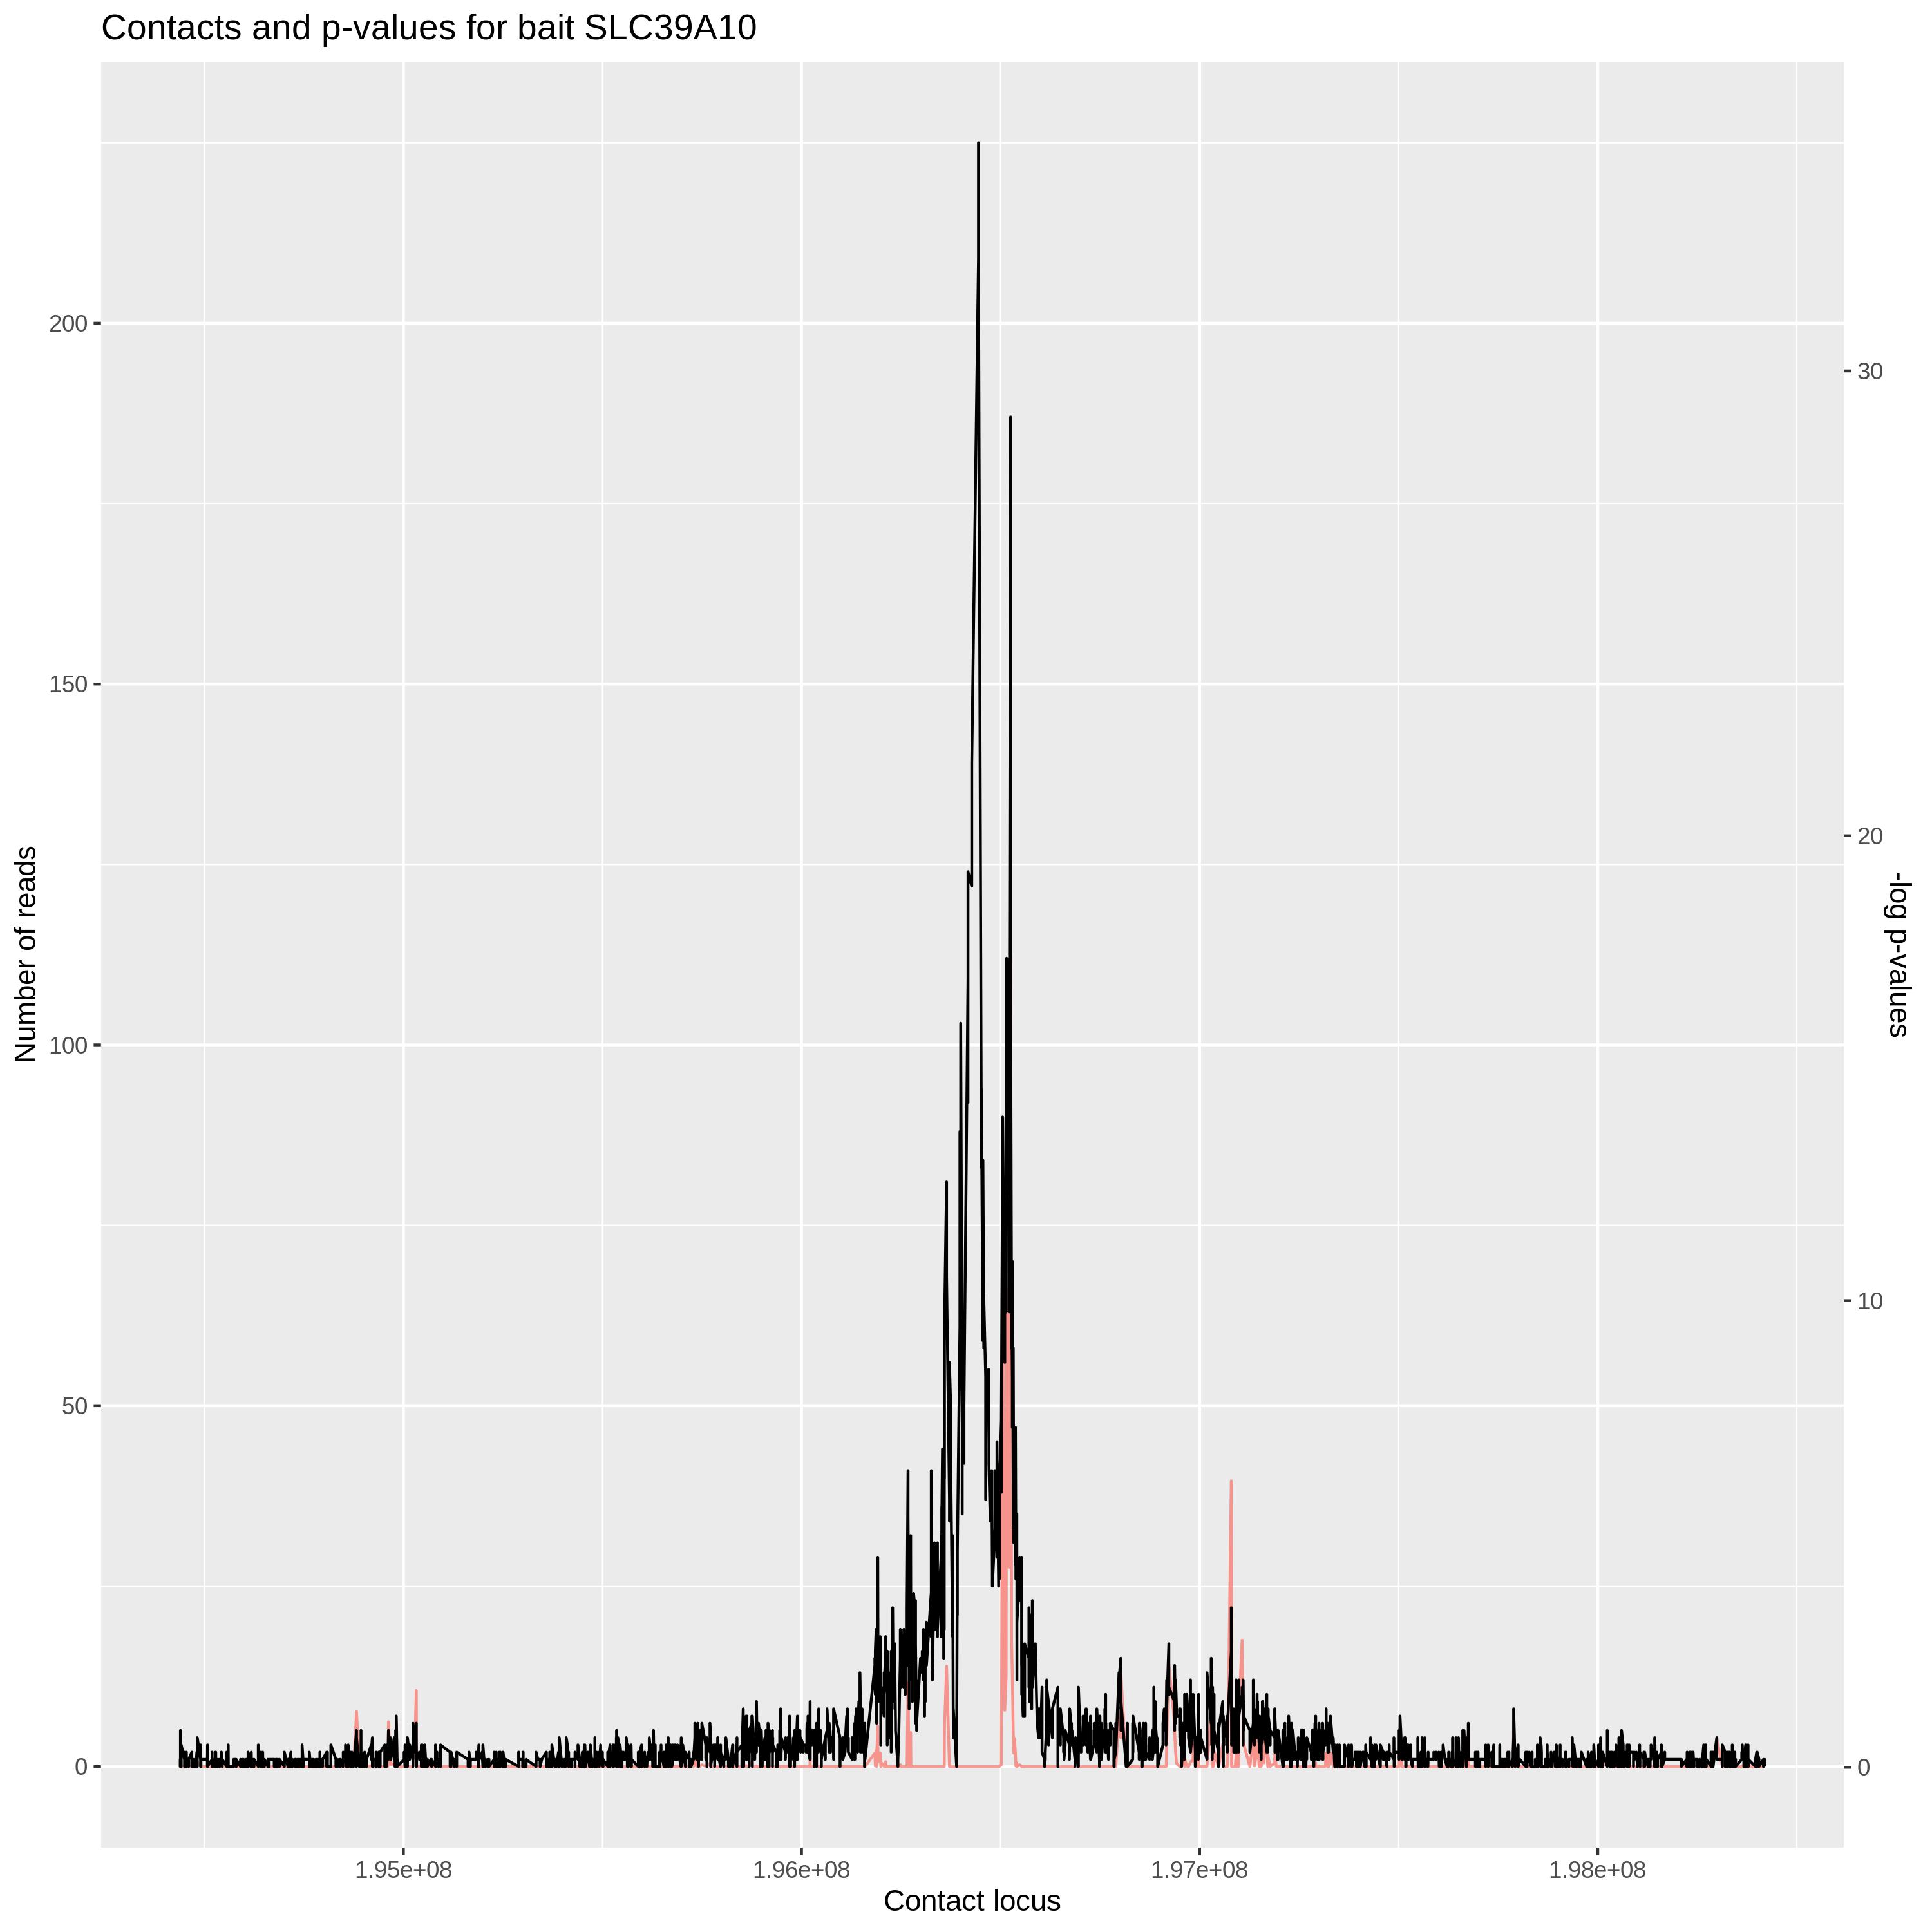 Contacts and p-values for bait SLC39A10
Number of reads
200
150
100
50
0
30
20
10
0
-log p-values
1.95e+08
1.96e+08
1.97e+08
1.98e+08
Contact locus